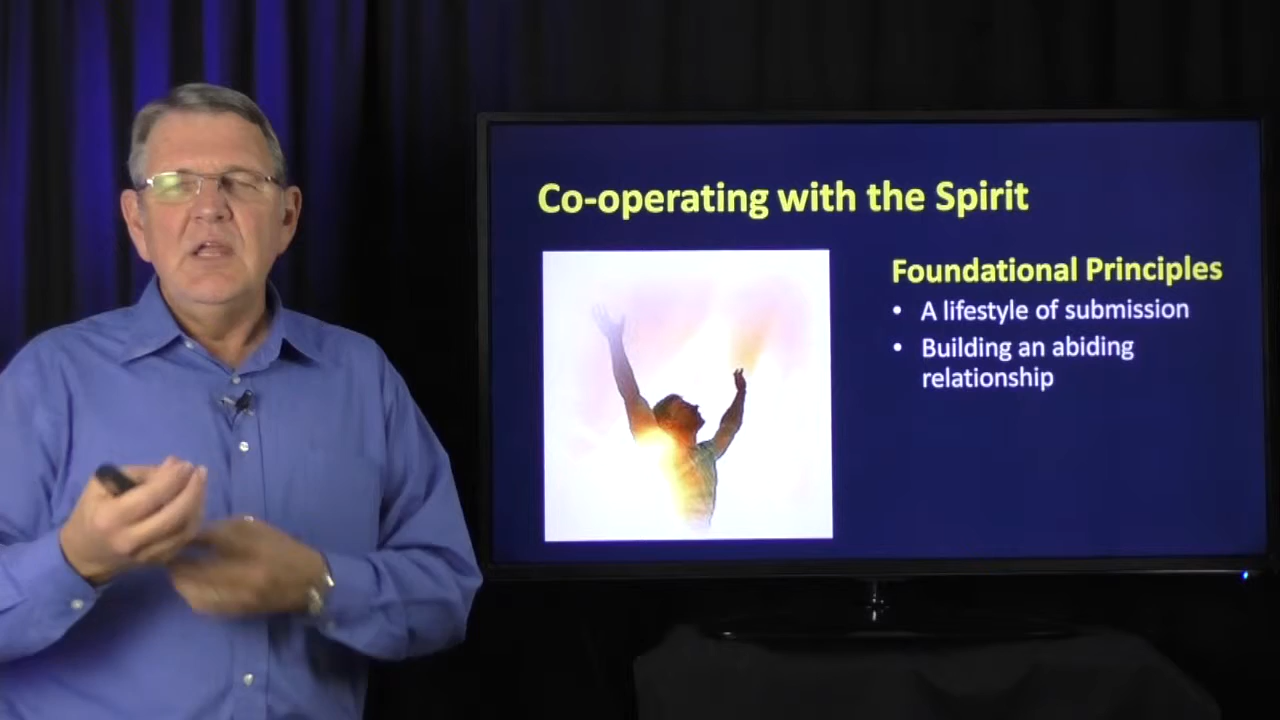 Co-operating with the Spirit
Foundational Principles
• A lifestyle of submission
• Building an abiding
relationship